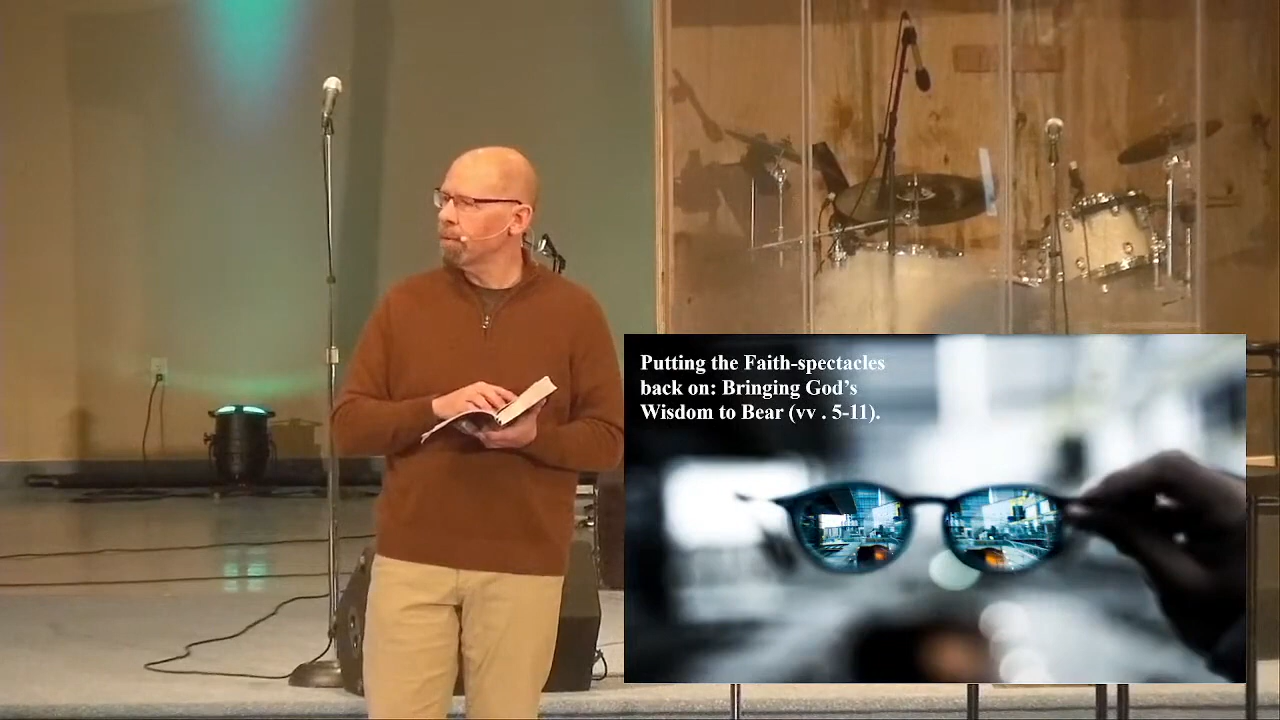 Putting the Faith-spectacles
back on: Bringing God’s
Wisdom to Bear (vv . 5-11).